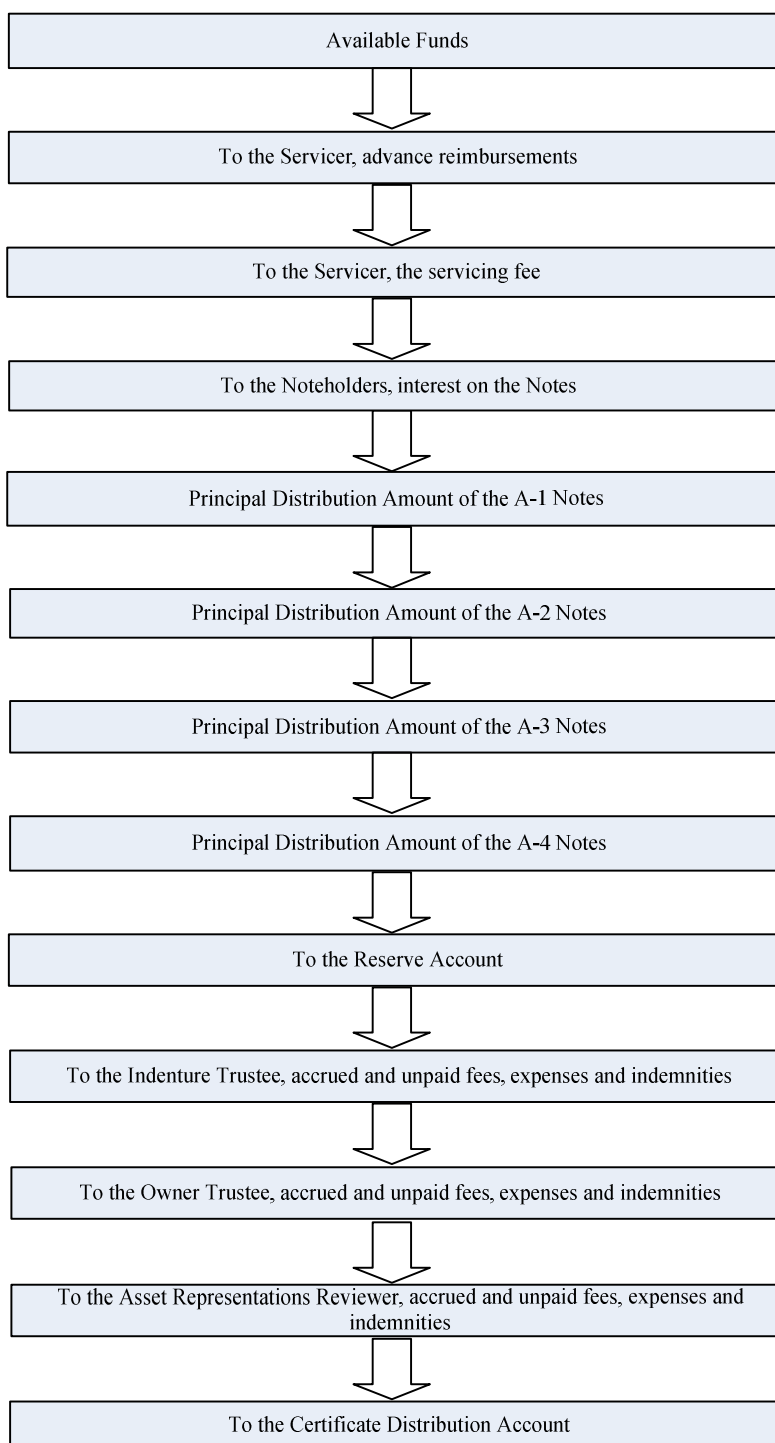 Available Funds
To the Servicer, advance reimbursements
To the Servicer, the servicing fee
To the Noteholders, interest on the Notes
Principal Distribution Amount of the A-1 Notes
Principal Distribution Amount of the A-2 Notes
Principal Distribution Amount of the A-3 Notes
Principal Distribution Amount of the A-4 Notes
To the Reserve Account
To the Indenture Trustee, accrued and unpaid fees, expenses and indemnities
To the Owner Trustee, accrued and unpaid fees, expenses and indemnities
To the Asset Representations Reviewer, accrued and unpaid fees, expenses and
indemnities
To the Certificate Distribution Account